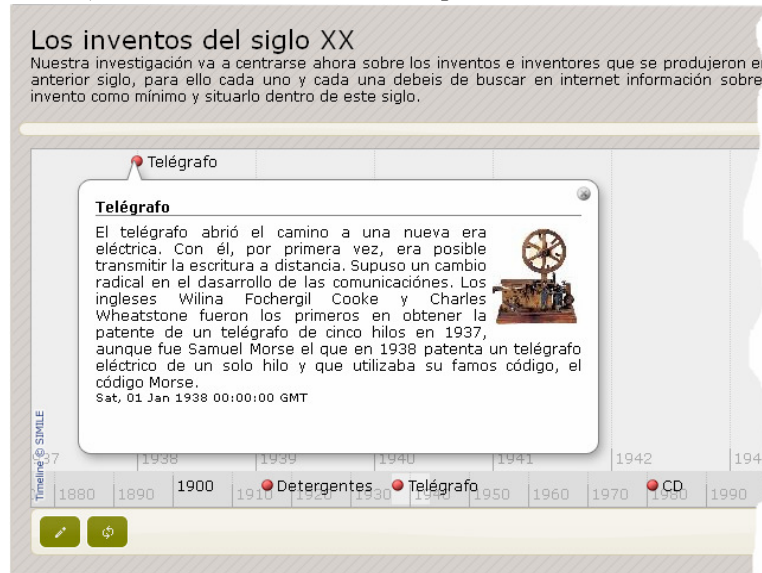 Los inventos del siglo XX
Nuestra investigación va a centrarse ahora sobre los inventos e inventores que se produjeron
anterior siglo, para ello cada uno y cada una debeis de buscar en internet información sobre
invento como mínimo y situarlo dentro de este siglo.
Telégrafo
Telégrafo
El telégrafo abrió el camino a una nueva era
eléctrica. Con él, por primera vez, era posible
transmitir la escritura a distancia. Supuso un cambio
radical en el dasarrollo de las comunicaciónes. Los
ingleses Wilina Fochergil Cooke y Charles
Wheatstone fueron los primeros en obtener la
patente de un telégrafo de cinco hilos en 1937,
aunque fue Samuel Morse el que en 1938 patenta un telégrafo
eléctrico de un solo hilo y que utilizaba su famos código, el
código Morse.
Sat, 01 Jan 1938 00:00:00 GMT
Timeline © SIMILE
1938 1939 1940 1941 1942
Detergentes Telégrafo CD
1880 1890 1900 1910 1920 1930 1940 1950 1960 1970 1980 1990